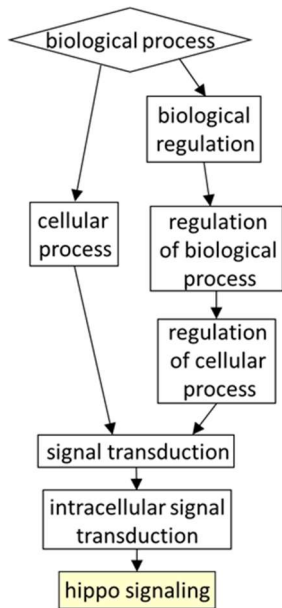 biological process
biological
regulation
cellular
process
regulation
of biological
process
regulation
of cellular
process
signal transduction
intracellular signal
transduction
hippo signaling